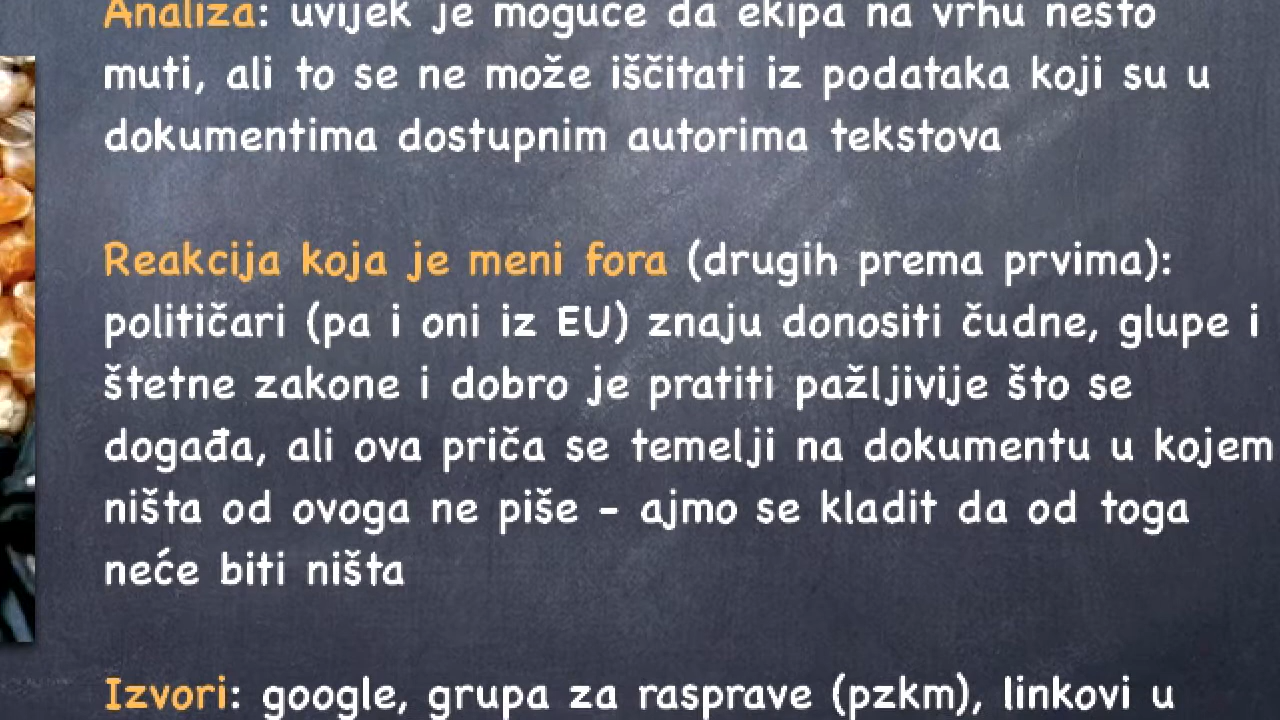 Analiza: uvijek je moguće da ekipa na vrhu nešto
muti, ali to se ne može iščitati iz podataka koji su u
dokumentima dostupnim autorima tekstova
Reakcija koja je meni fora (drugih prema prvima):
političari (pa i oni iz EU) znaju donositi čudne, glupe i
štetne zakone i dobro je pratiti pažljivije što se
događa, ali ova priča se temelji na dokumentu u kojem
ništa od ovoga ne piše - ajmo se kladit da od toga
neće biti ništa
Izvori: google, grupa za rasprave (pzkm), linkovi u